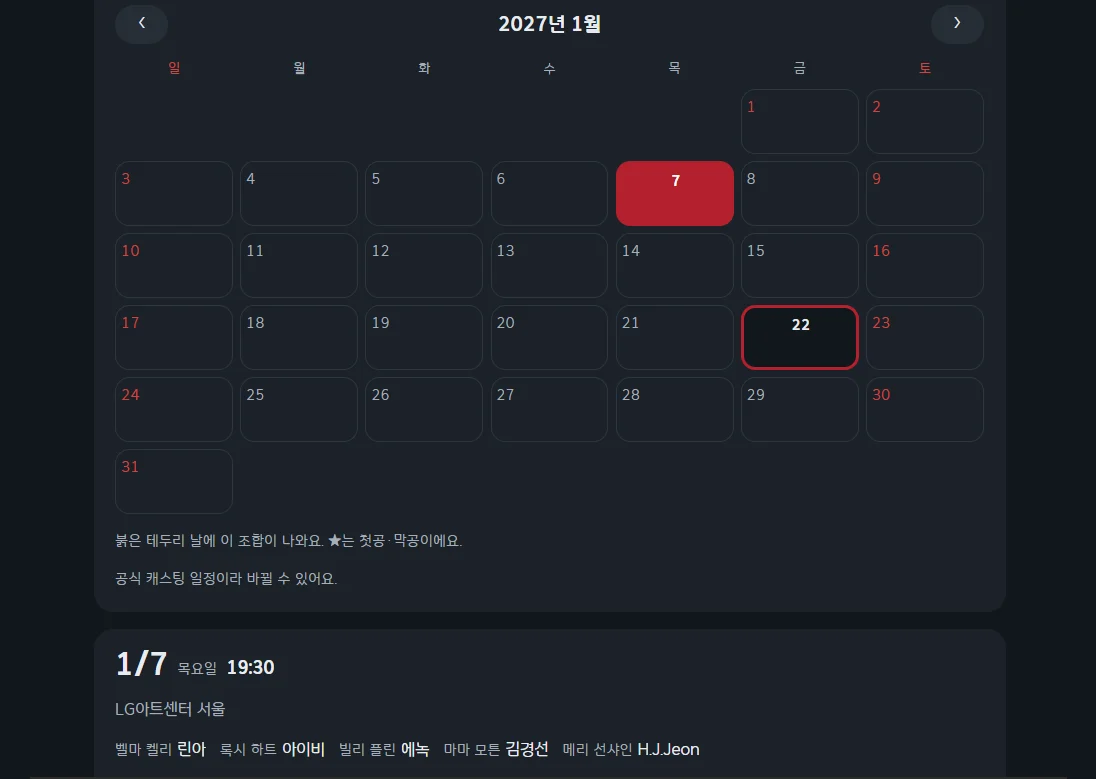 ‹ 2027년 1월 ›
일 월 화 수 목 금 토
1 2
3 4 5 6 7 8 9
10 11 12 13 14 15 16
17 18 19 20 21 22 23
24 25 26 27 28 29 30
31
붉은 테두리 날에 이 조합이 나와요. ★는 첫공·막공이에요.
공식 캐스팅 일정이라 바뀔 수 있어요.
1/7 목요일 19:30
LG아트센터 서울
벨마 켈리 린아 록시 하트 아이비 빌리 플린 에녹 마마 모튼 김경선 메리 선샤인 H.J.Jeon